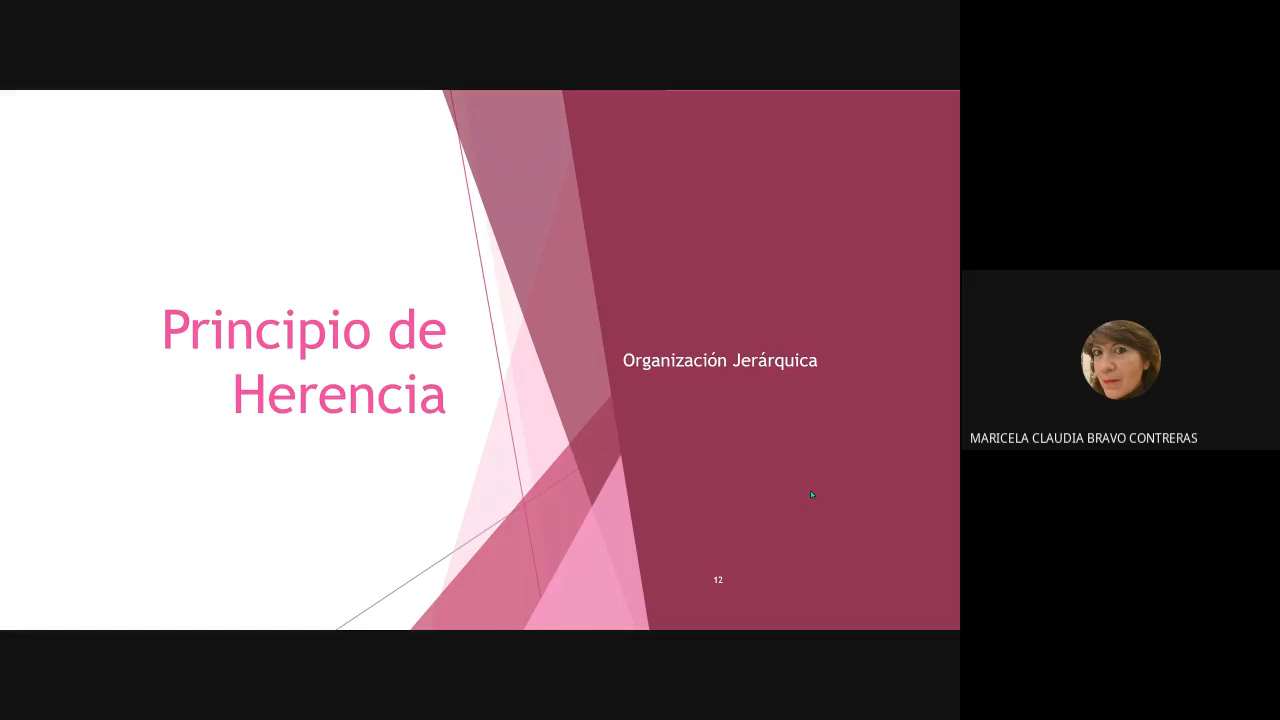 Principio de
Herencia
Organización Jerárquica
12
MARICELA CLAUDIA BRAVO CONTRERAS